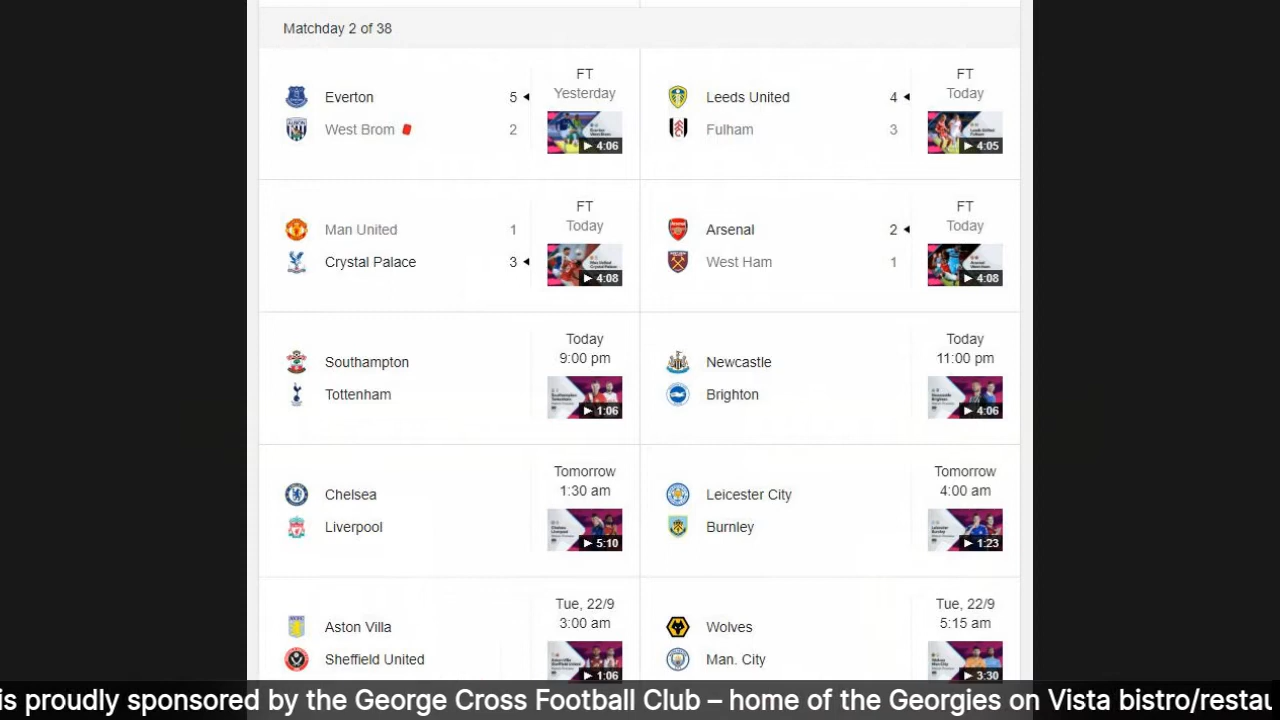 Matchday 2 of 38
Everton 5
West Brom 2
FT
Yesterday
4:06
Leeds United 4
Fulham 3
FT
Today
4:05
Man United 1
Crystal Palace 3
FT
Today
4:08
Arsenal 2
West Ham 1
FT
Today
4:08
Southampton
Tottenham
Today
9:00 pm
1:06
Newcastle
Brighton
Today
11:00 pm
4:06
Chelsea
Liverpool
Tomorrow
1:30 am
5:10
Leicester City
Burnley
Tomorrow
4:00 am
1:23
Aston Villa
Sheffield United
Tue, 22/9
3:00 am
1:06
Wolves
Man. City
Tue, 22/9
5:15 am
3:30
is proudly sponsored by the George Cross Football Club – home of the Georgies on Vista bistro/restau